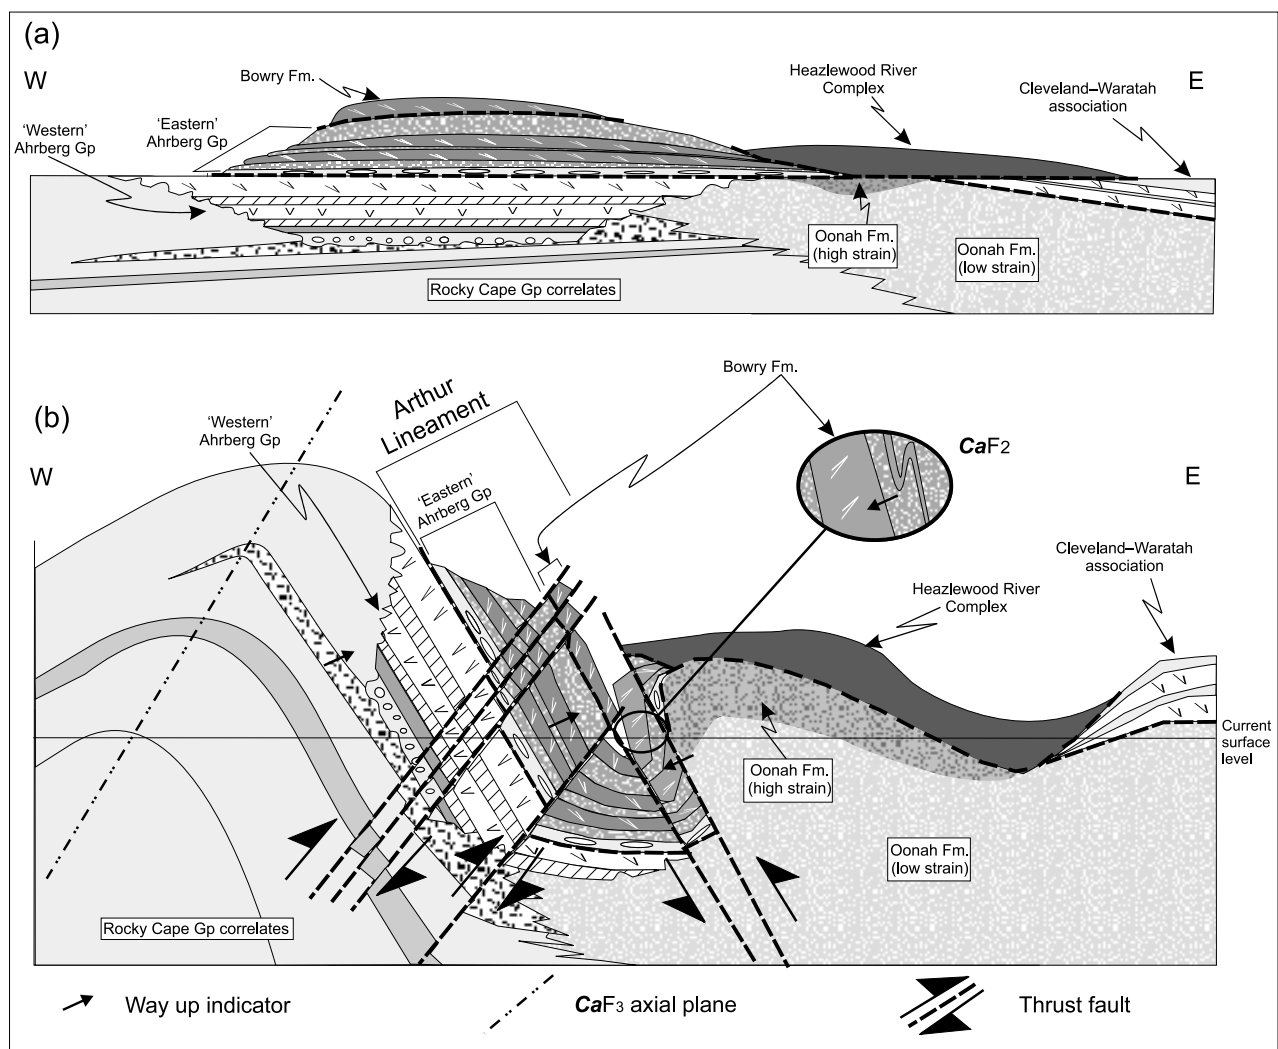 (a)
W
E
Bowry Fm.
Heazlewood River
Complex
Cleveland–Waratah
association
‘Eastern’
Ahrberg Gp
‘Western’
Ahrberg Gp
Oonah Fm.
(high strain)
Oonah Fm.
(low strain)
Rocky Cape Gp correlates
(b)
W
E
Bowry Fm.
Arthur
Lineament
‘Western’
Ahrberg Gp
‘Eastern’
Ahrberg Gp
CaF2
Cleveland–Waratah
association
Heazlewood River
Complex
Current
surface
level
Oonah Fm.
(high strain)
Oonah Fm.
(low strain)
Rocky Cape Gp correlates
Way up indicator
CaF3 axial plane
Thrust fault